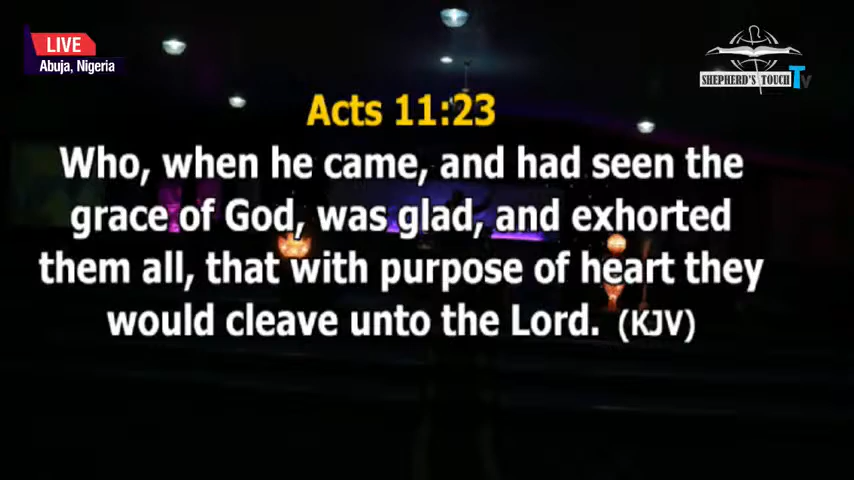 LIVE
Abuja, Nigeria
SHEPHERD'S TOUCH TV
Acts 11:23
Who, when he came, and had seen the
grace of God, was glad, and exhorted
them all, that with purpose of heart they
would cleave unto the Lord. (KJV)